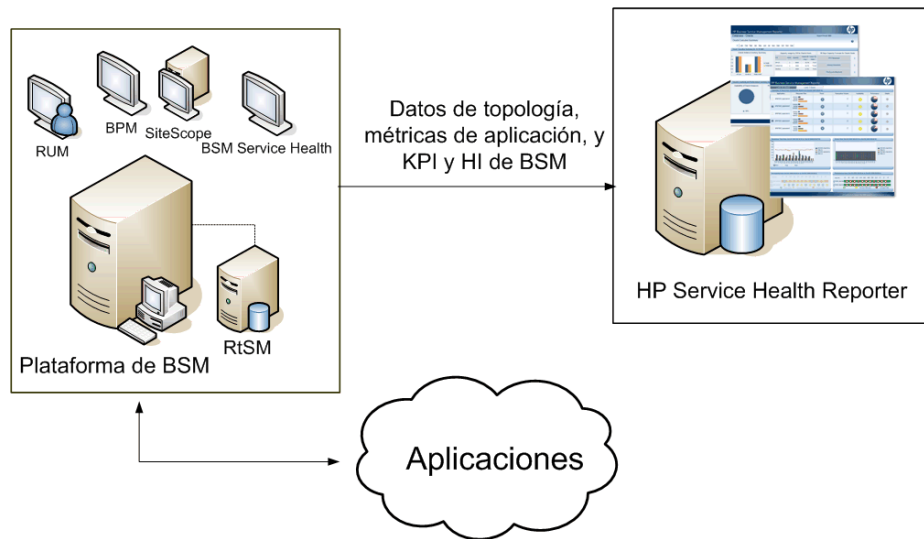 RUM
BPM
SiteScope
BSM Service Health
Plataforma de BSM
RtSM
Datos de topología,
métricas de aplicación, y
KPI y HI de BSM
HP Service Health Reporter
Aplicaciones